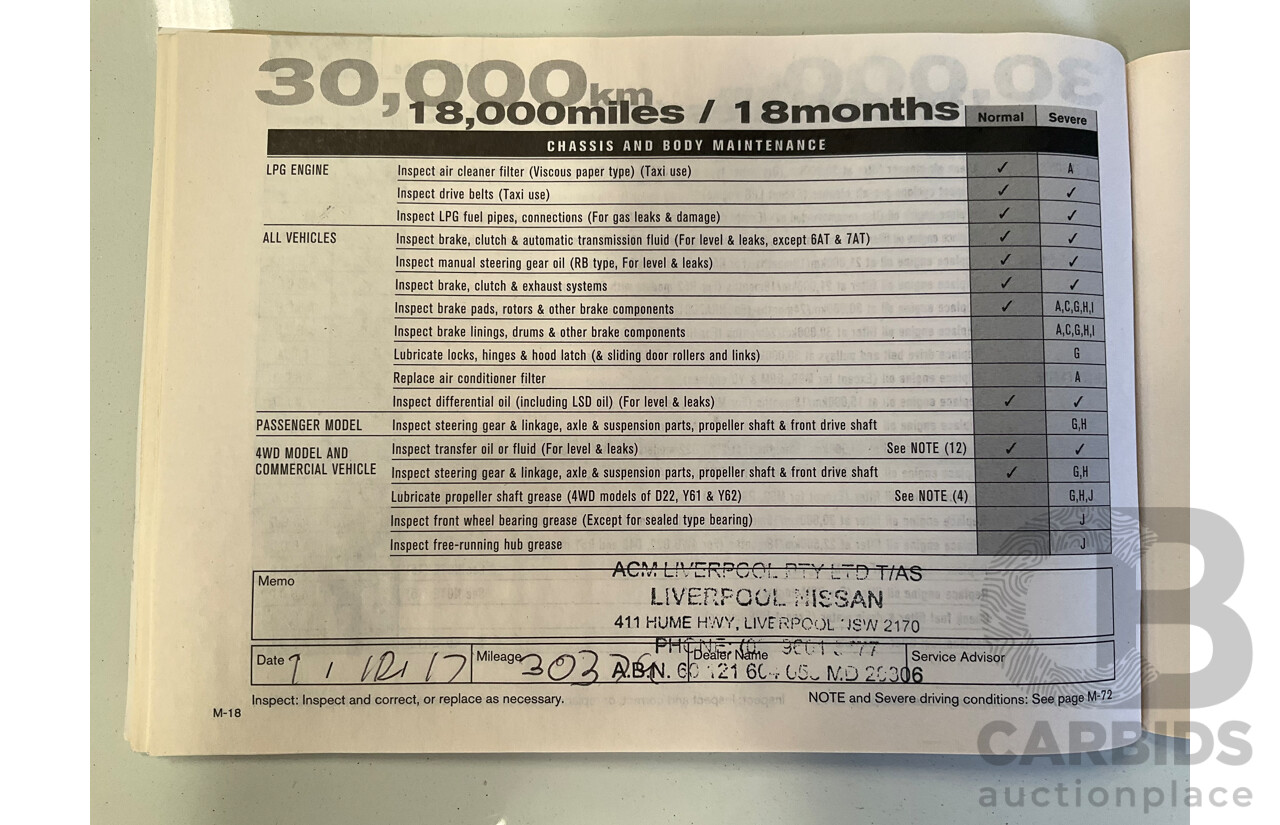 30,000km
18,000miles / 18months
Normal Severe
CHASSIS AND BODY MAINTENANCE
LPG ENGINE Inspect air cleaner filter (Viscous paper type) (Taxi use) ✓ A
Inspect drive belts (Taxi use) ✓ ✓
Inspect LPG fuel pipes, connections (For gas leaks & damage) ✓ ✓
ALL VEHICLES Inspect brake, clutch & automatic transmission fluid (For level & leaks, except 6AT & 7AT) ✓ ✓
Inspect manual steering gear oil (RB type, For level & leaks) ✓ ✓
Inspect brake, clutch & exhaust systems ✓ ✓
Inspect brake pads, rotors & other brake components ✓ A,C,G,H,I
Inspect brake linings, drums & other brake components A,C,G,H,I
Lubricate locks, hinges & hood latch (& sliding door rollers and links) G
Replace air conditioner filter A
Inspect differential oil (including LSD oil) (For level & leaks) ✓ ✓
PASSENGER MODEL Inspect steering gear & linkage, axle & suspension parts, propeller shaft & front drive shaft G,H
4WD MODEL AND Inspect transfer oil or fluid (For level & leaks) See NOTE (12) ✓ ✓
COMMERCIAL VEHICLE Inspect steering gear & linkage, axle & suspension parts, propeller shaft & front drive shaft ✓ G,H
Lubricate propeller shaft grease (4WD models of D22, Y61 & Y62) See NOTE (4) G,H,J
Inspect front wheel bearing grease (Except for sealed type bearing) J
Inspect free-running hub grease J
Memo
ACM LIVERPOOL PTY LTD T/AS
LIVERPOOL NISSAN
411 HUME HWY, LIVERPOOL NSW 2170
PHONE:
Date Mileage Dealer Name Service Advisor
A.B.N. MD
Inspect: Inspect and correct, or replace as necessary. NOTE and Severe driving conditions: See page M-72
M-18
CARBIDS
auctionplace